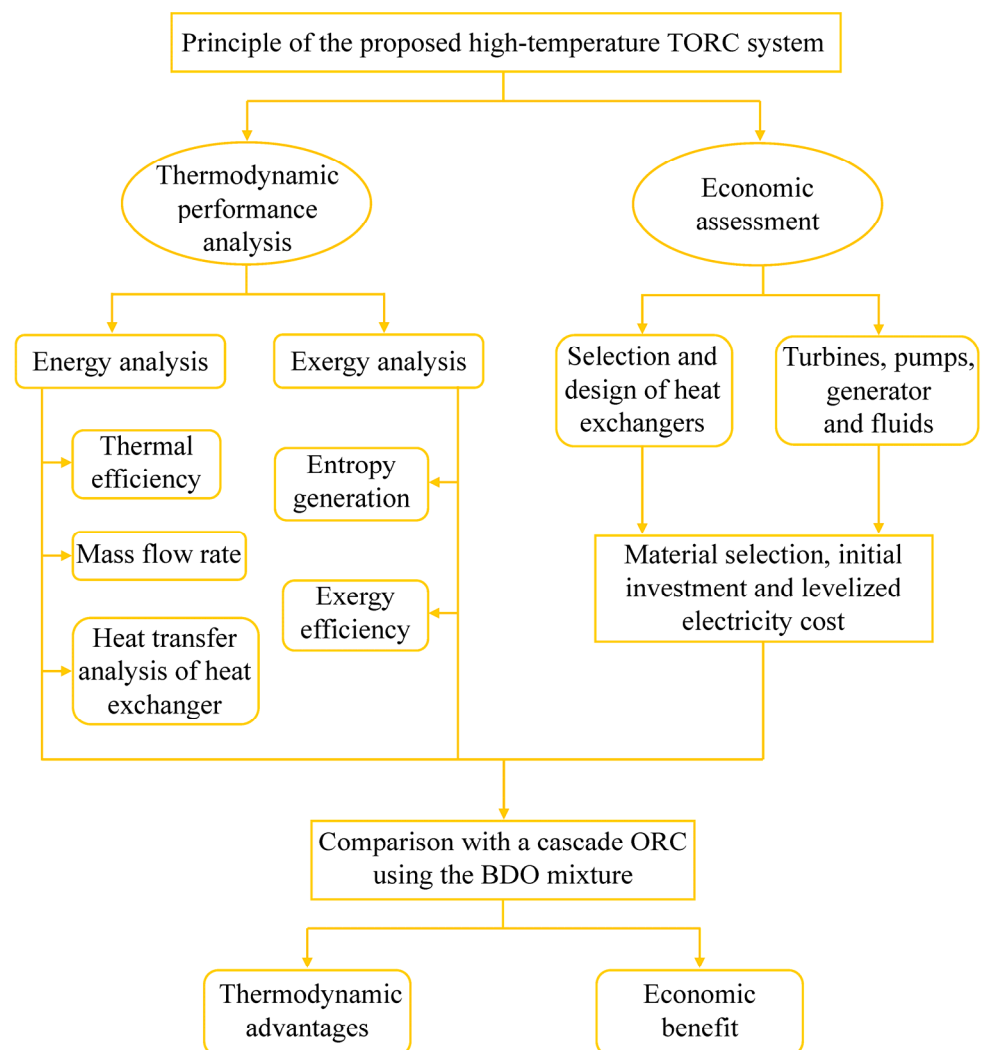 Principle of the proposed high-temperature TORC system
Thermodynamic
performance
analysis
Economic
assessment
Energy analysis
Exergy analysis
Selection and
design of heat
exchangers
Turbines, pumps,
generator
and fluids
Thermal
efficiency
Entropy
generation
Mass flow rate
Exergy
efficiency
Heat transfer
analysis of heat
exchanger
Material selection, initial
investment and levelized
electricity cost
Comparison with a cascade ORC
using the BDO mixture
Thermodynamic
advantages
Economic
benefit